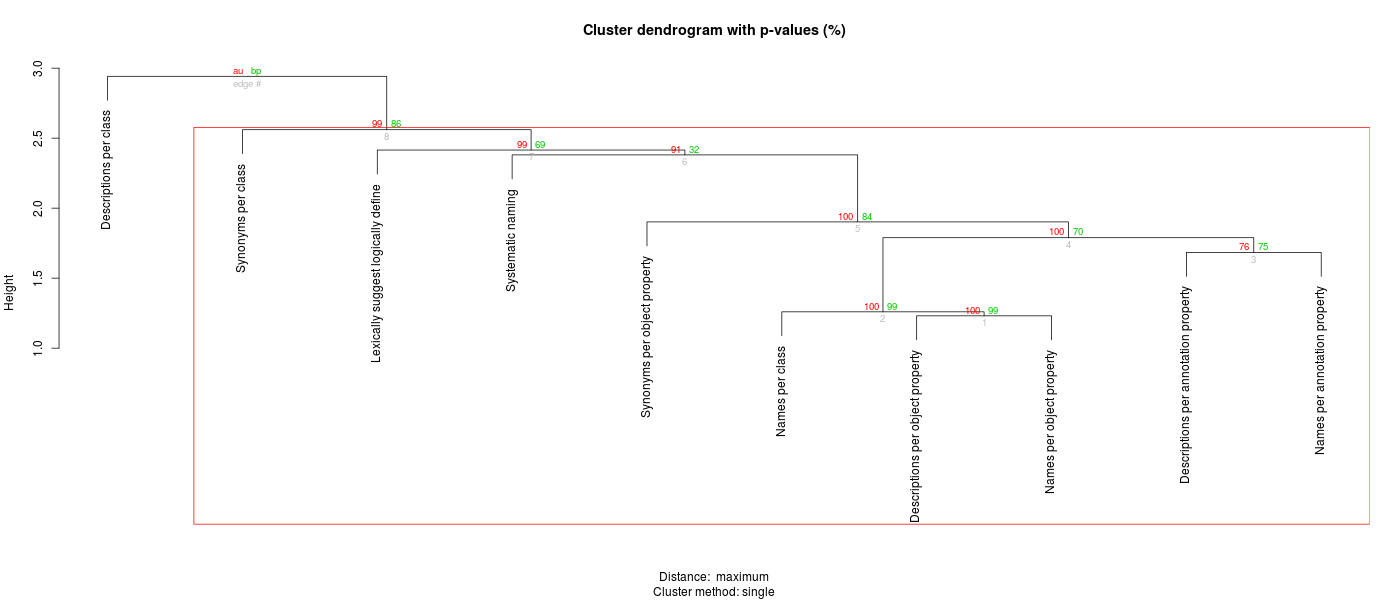 Cluster dendrogram with p-values (%)
Height
3.0
2.5
2.0
1.5
1.0
au bp
edge #
99 86
8
99 69
7
91 32
6
100 84
5
100 70
4
76 75
3
100 99
2
100 99
1
Descriptions per class
Synonyms per class
Lexically suggest logically define
Systematic naming
Synonyms per object property
Names per class
Descriptions per object property
Names per object property
Descriptions per annotation property
Names per annotation property
Distance: maximum
Cluster method: single